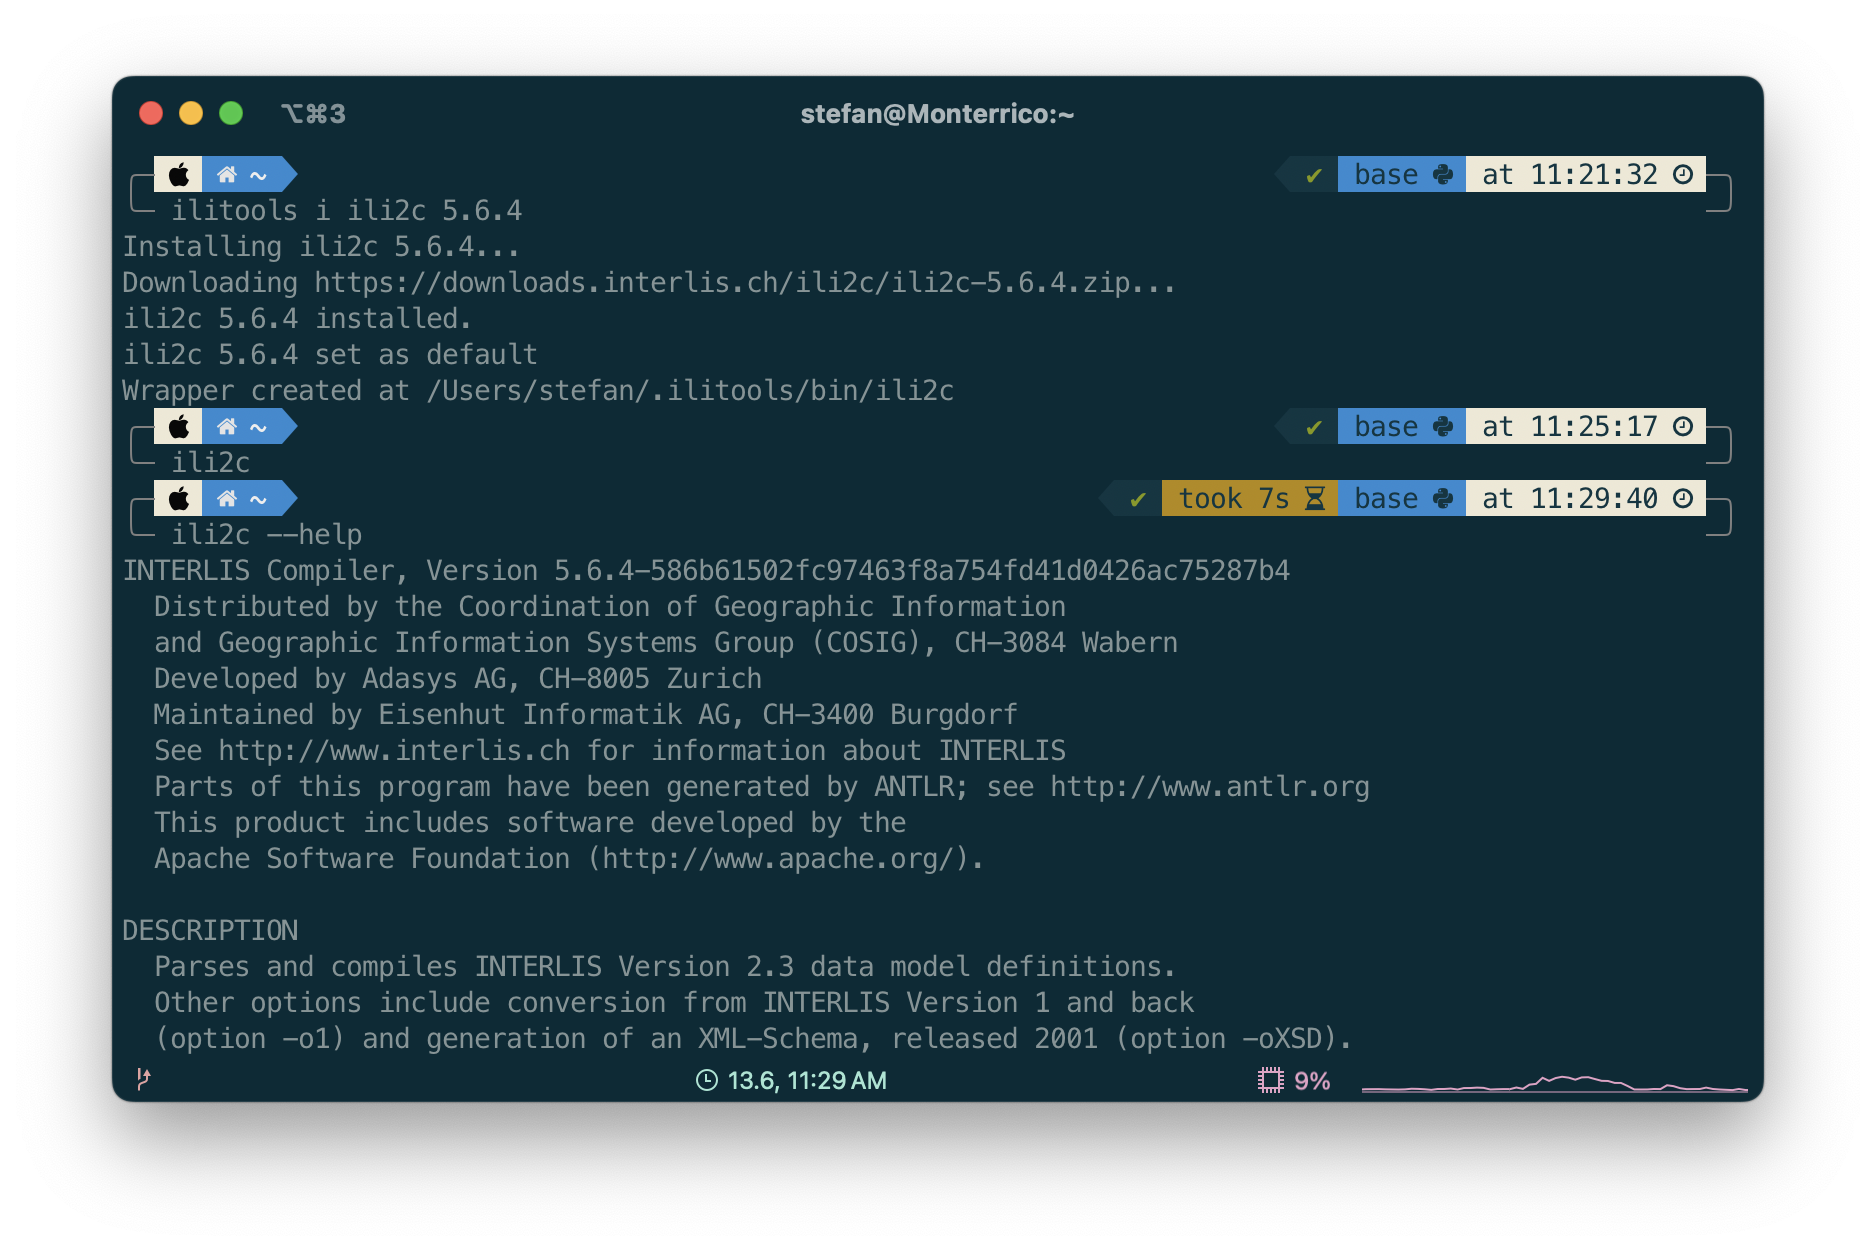 ⌥⌘3 stefan@Monterrico:~
~ ✔ base at 11:21:32
ilitools i ili2c 5.6.4
Installing ili2c 5.6.4...
Downloading https://downloads.interlis.ch/ili2c/ili2c-5.6.4.zip...
ili2c 5.6.4 installed.
ili2c 5.6.4 set as default
Wrapper created at /Users/stefan/.ilitools/bin/ili2c
~ ✔ base at 11:25:17
ili2c
~ ✔ took 7s base at 11:29:40
ili2c --help
INTERLIS Compiler, Version 5.6.4-586b61502fc97463f8a754fd41d0426ac75287b4
Distributed by the Coordination of Geographic Information
and Geographic Information Systems Group (COSIG), CH-3084 Wabern
Developed by Adasys AG, CH-8005 Zurich
Maintained by Eisenhut Informatik AG, CH-3400 Burgdorf
See http://www.interlis.ch for information about INTERLIS
Parts of this program have been generated by ANTLR; see http://www.antlr.org
This product includes software developed by the
Apache Software Foundation (http://www.apache.org/).
DESCRIPTION
Parses and compiles INTERLIS Version 2.3 data model definitions.
Other options include conversion from INTERLIS Version 1 and back
(option -o1) and generation of an XML-Schema, released 2001 (option -oXSD).
13.6, 11:29 AM 9%